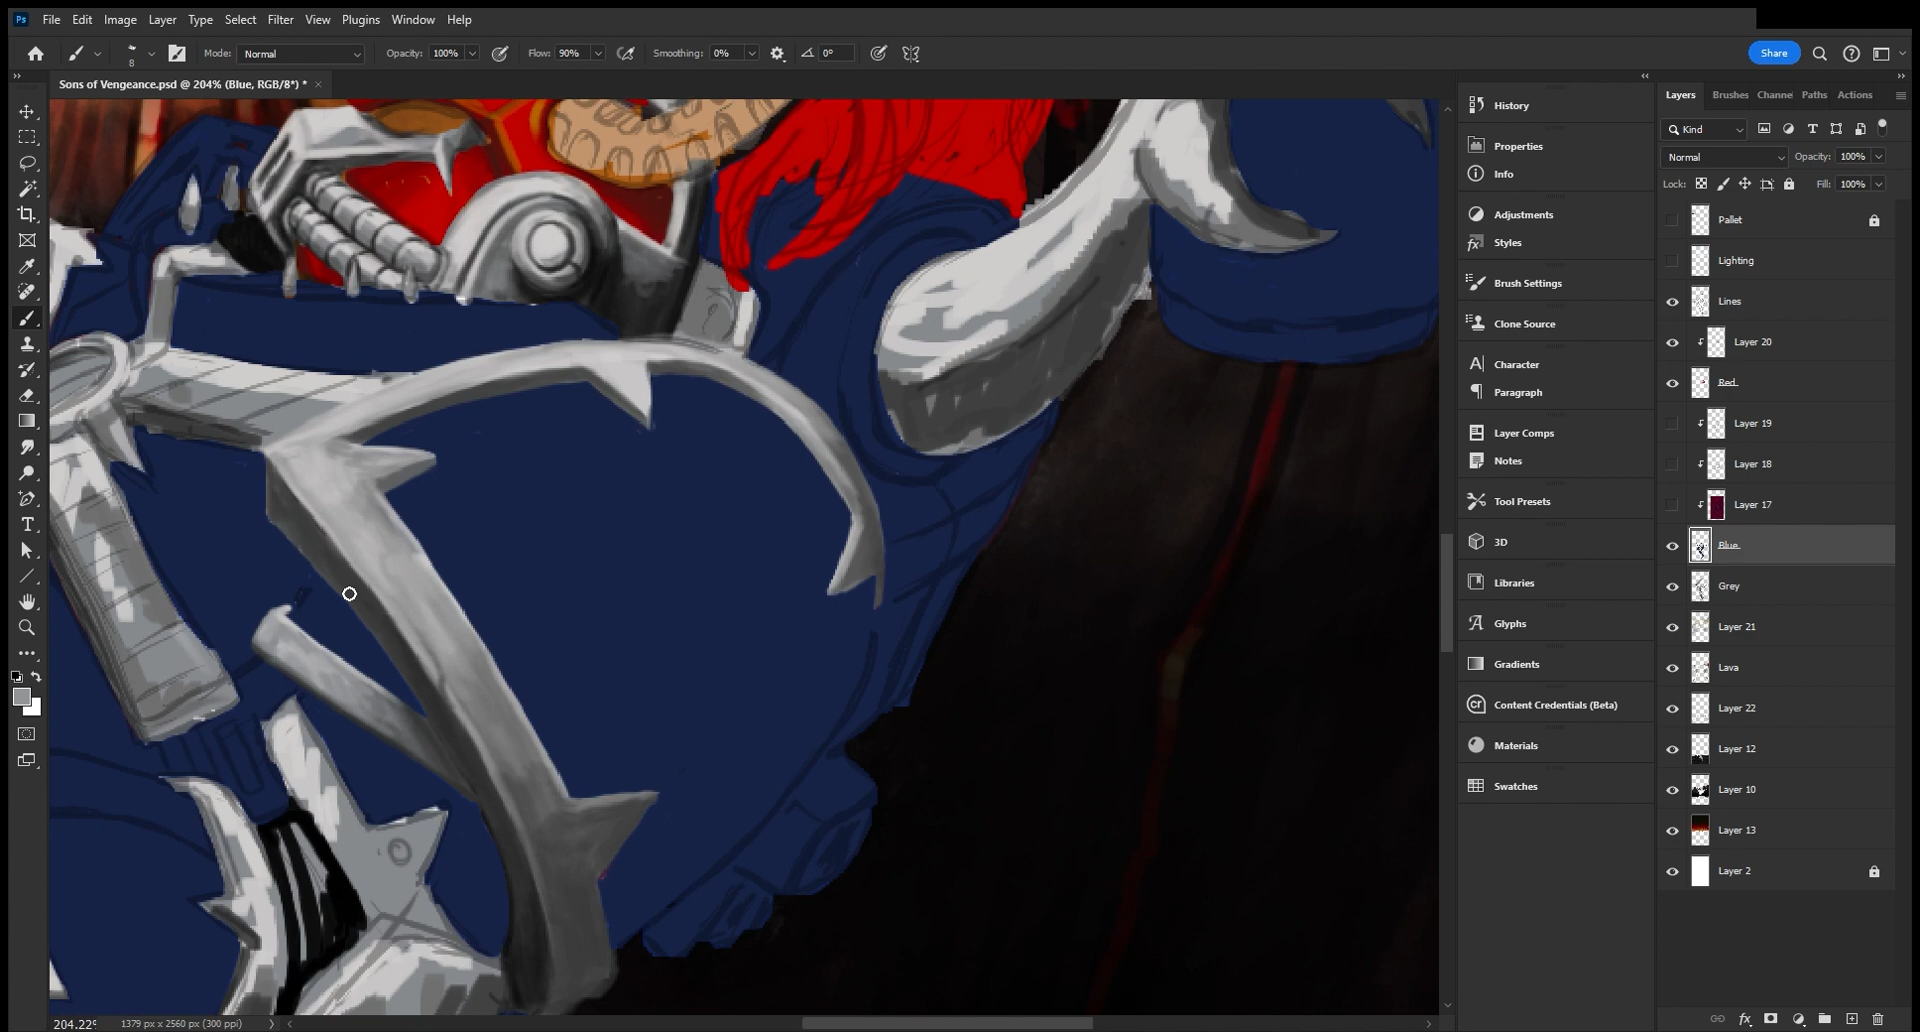 Ps File Edit Image Layer Type Select Filter View Plugins Window Help
8 Mode: Normal Opacity: 100% Flow: 90% Smoothing: 0% 0° Share
Sons of Vengeance.psd @ 204% (Blue, RGB/8*) * ×
History
Properties
Info
Adjustments
Styles
Brush Settings
Clone Source
Character
Paragraph
Layer Comps
Notes
Tool Presets
3D
Libraries
Glyphs
Gradients
Content Credentials (Beta)
Materials
Swatches
Layers Brushes Channe Paths Actions
Kind
Normal Opacity: 100%
Lock: Fill: 100%
Pallet
Lighting
Lines
Layer 20
Red
Layer 19
Layer 18
Layer 17
Blue
Grey
Layer 21
Lava
Layer 22
Layer 12
Layer 10
Layer 13
Layer 2
204.22% 1379 px x 2560 px (300 ppi)